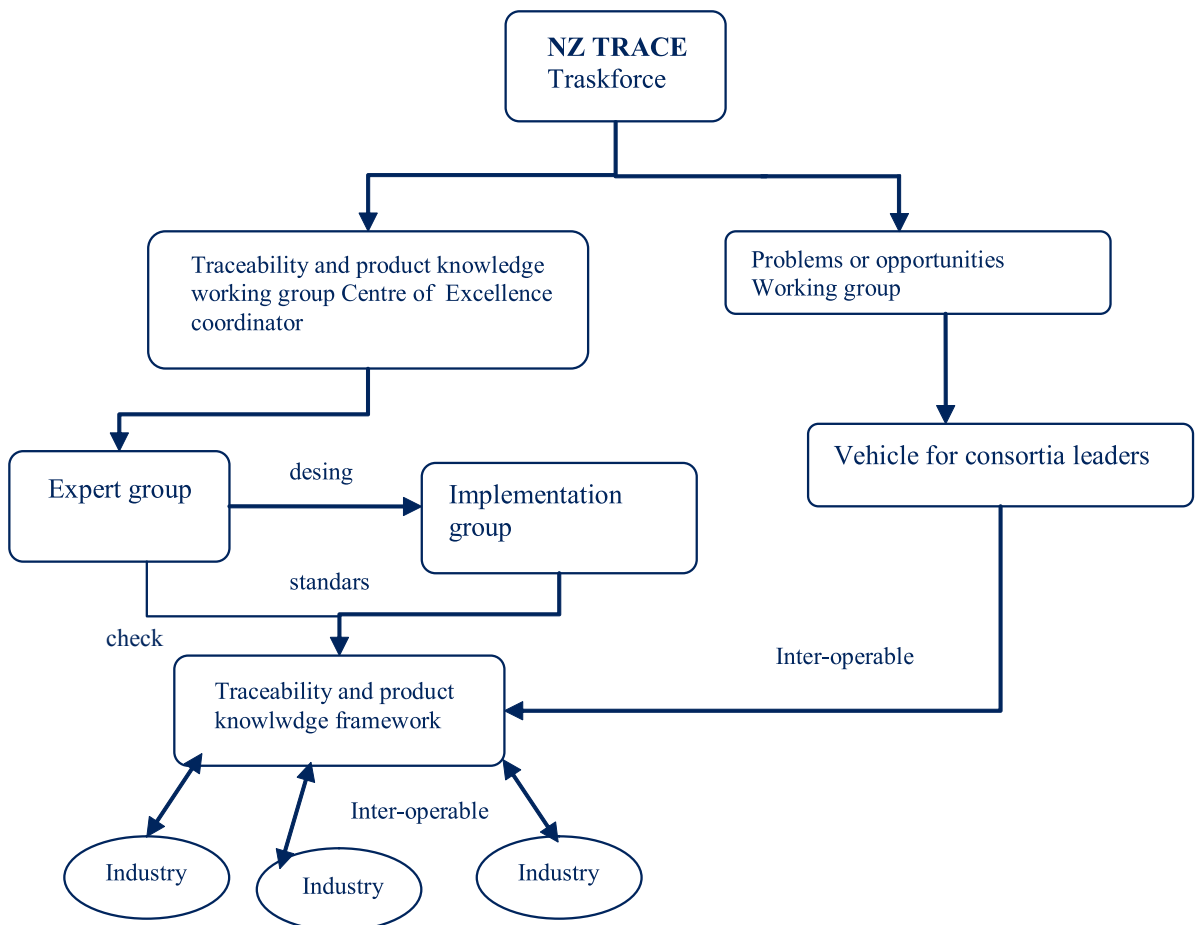 NZ TRACE
Traskforce
Traceability and product knowledge
working group Centre of Excellence
coordinator
Problems or opportunities
Working group
Expert group
desing
Implementation
group
Vehicle for consortia leaders
standars
check
Inter-operable
Traceability and product
knowlwdge framework
Inter-operable
Industry
Industry
Industry